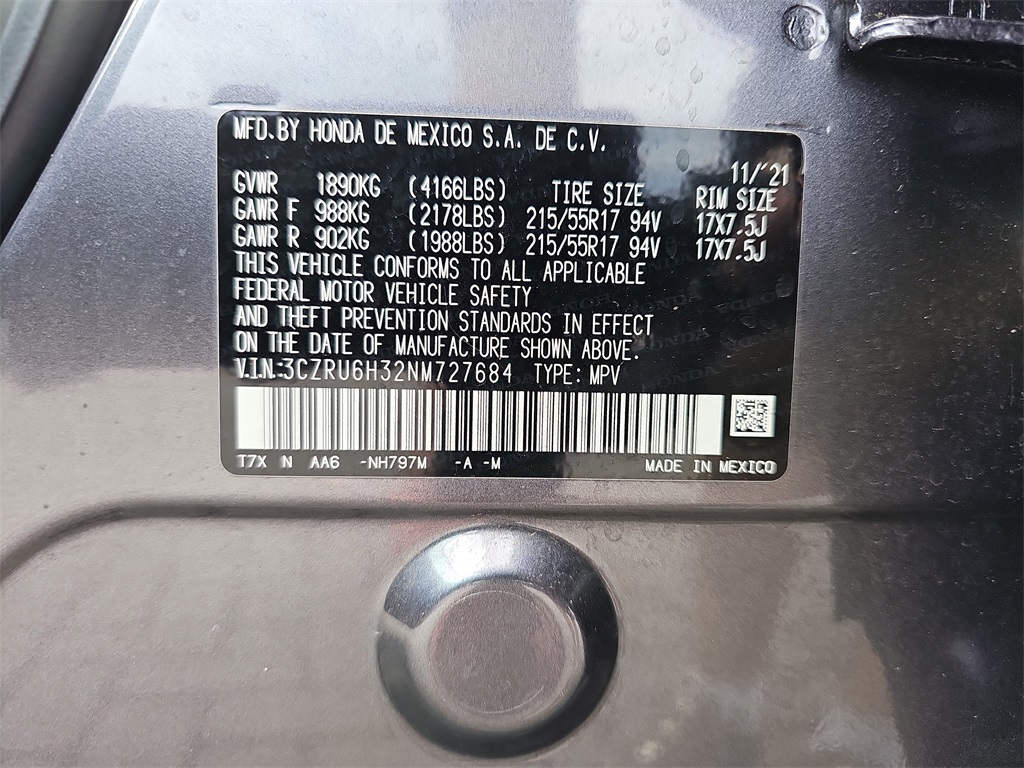 MFD.BY HONDA DE MEXICO S.A. DE C.V.
11/'21
GVWR 1890KG (4166LBS) TIRE SIZE RIM SIZE
GAWR F 988KG (2178LBS) 215/55R17 94V 17X7.5J
GAWR R 902KG (1988LBS) 215/55R17 94V 17X7.5J
THIS VEHICLE CONFORMS TO ALL APPLICABLE
FEDERAL MOTOR VEHICLE SAFETY
AND THEFT PREVENTION STANDARDS IN EFFECT
ON THE DATE OF MANUFACTURE SHOWN ABOVE.
V.I.N.:3CZRU6H32NM727684 TYPE: MPV
T7X N AA6 -NH797M -A -M MADE IN MEXICO